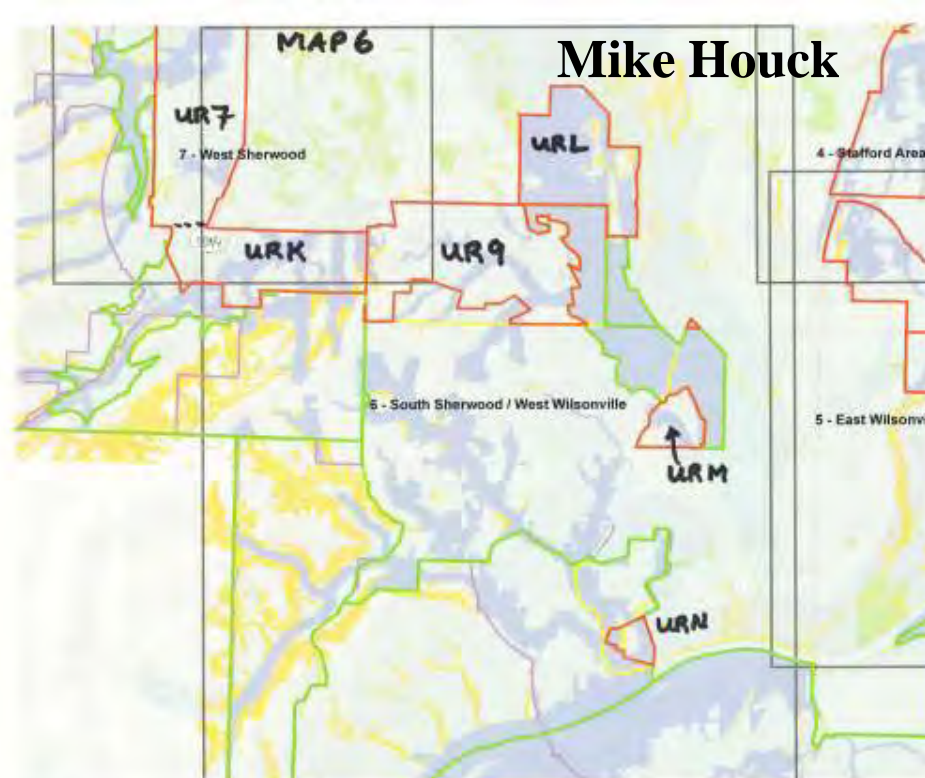 MAP 6
Mike Houck
UR7
7 - West Sherwood
URL
4 - Stafford Area
URK
UR9
6 - South Sherwood / West Wilsonville
5 - East Wilsonvi
URM
URN